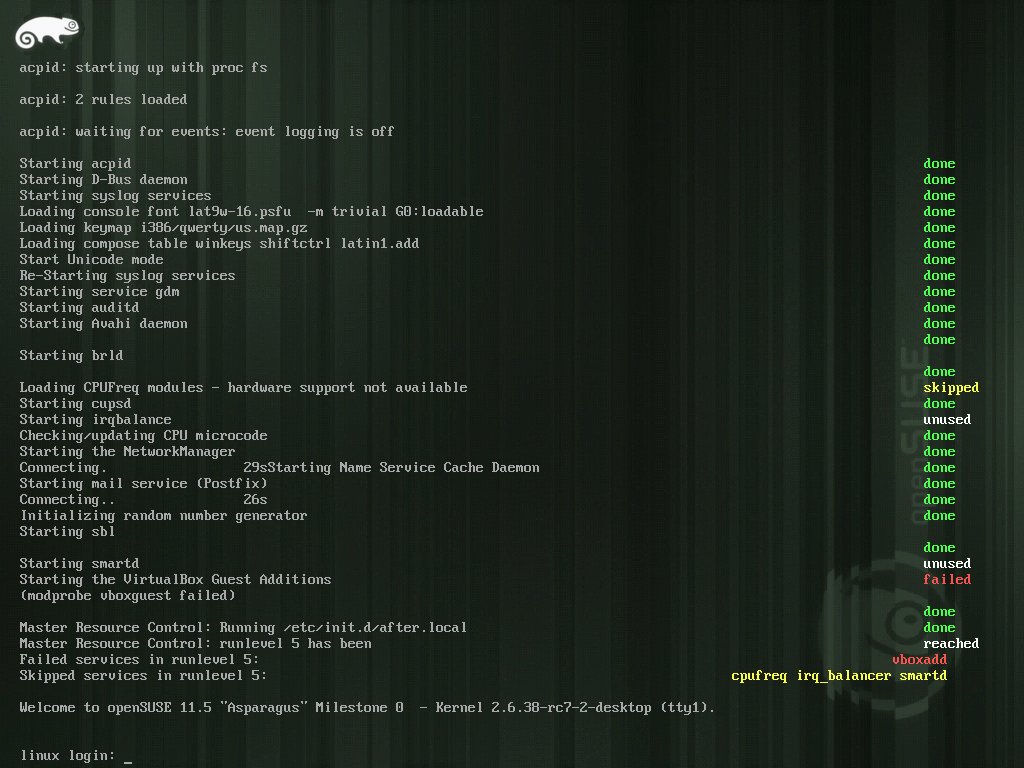 acpid: starting up with proc fs
acpid: 2 rules loaded
acpid: waiting for events: event logging is off
Starting acpid done
Starting D-Bus daemon done
Starting syslog services done
Loading console font lat9w-16.psfu  -m trivial G0:loadable done
Loading keymap i386/qwerty/us.map.gz done
Loading compose table winkeys shiftctrl latin1.add done
Start Unicode mode done
Re-Starting syslog services done
Starting service gdm done
Starting auditd done
Starting Avahi daemon done
done
Starting brld
done
Loading CPUFreq modules - hardware support not available skipped
Starting cupsd done
Starting irqbalance unused
Checking/updating CPU microcode done
Starting the NetworkManager done
Connecting. 29sStarting Name Service Cache Daemon done
Starting mail service (Postfix) done
Connecting.. 26s done
Initializing random number generator done
Starting sbl
done
Starting smartd unused
Starting the VirtualBox Guest Additions failed
(modprobe vboxguest failed)
done
Master Resource Control: Running /etc/init.d/after.local done
Master Resource Control: runlevel 5 has been reached
Failed services in runlevel 5: vboxadd
Skipped services in runlevel 5: cpufreq irq_balancer smartd
Welcome to openSUSE 11.5 "Asparagus" Milestone 0  - Kernel 2.6.38-rc7-2-desktop (tty1).
linux login: _
openSUSE